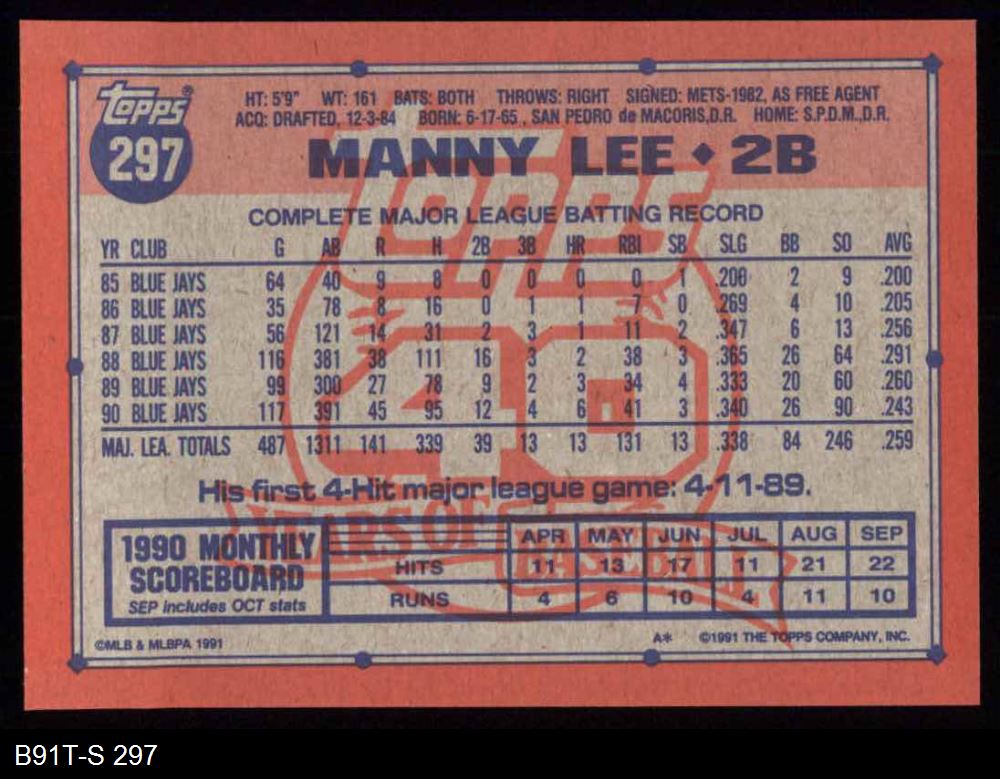 Topps®
297
HT: 5'9" WT: 161 BATS: BOTH THROWS: RIGHT SIGNED: METS-1982, AS FREE AGENT
ACQ: DRAFTED, 12-3-84 BORN: 6-17-65, SAN PEDRO de MACORIS,D.R. HOME: S.P.D.M.,D.R.
MANNY LEE ◆ 2B
COMPLETE MAJOR LEAGUE BATTING RECORD
YR CLUB G AB R H 2B 3B HR RBI SB SLG BB SO AVG
85 BLUE JAYS 64 40 9 8 0 0 0 0 1 .200 2 9 .200
86 BLUE JAYS 35 78 8 16 0 1 1 7 0 .269 4 10 .205
87 BLUE JAYS 56 121 14 31 2 3 1 11 2 .347 6 13 .256
88 BLUE JAYS 116 381 38 111 16 3 2 38 3 .365 26 64 .291
89 BLUE JAYS 99 300 27 78 9 2 3 34 4 .333 20 60 .260
90 BLUE JAYS 117 391 45 95 12 4 6 41 3 .340 26 90 .243
MAJ. LEA. TOTALS 487 1311 141 339 39 13 13 131 13 .338 84 246 .259
Topps
40
YEARS OF
BASEBALL
His first 4-Hit major league game: 4-11-89.
1990 MONTHLY
SCOREBOARD
SEP includes OCT stats
APR MAY JUN JUL AUG SEP
HITS 11 13 17 11 21 22
RUNS 4 6 10 4 11 10
©MLB & MLBPA 1991
A* ©1991 THE TOPPS COMPANY, INC.
B91T-S 297